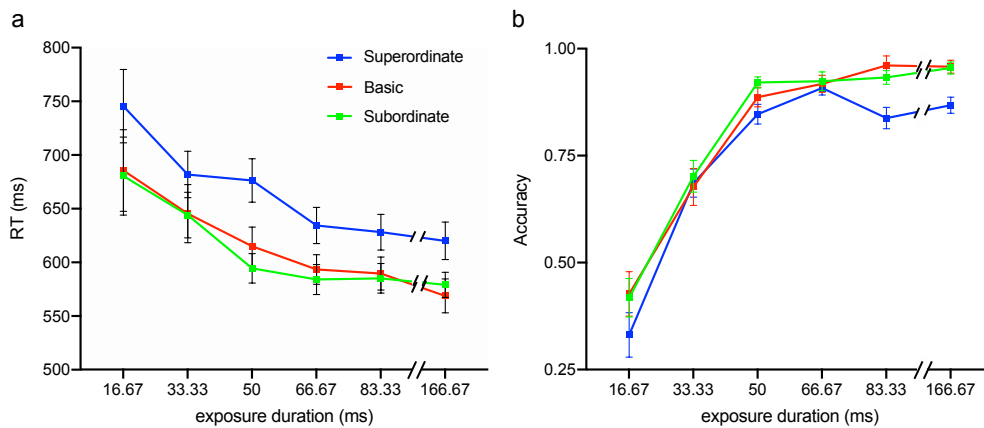 a
800
750
700
650
600
550
500
RT (ms)
Superordinate
Basic
Subordinate
16.67 33.33 50 66.67 83.33 166.67
exposure duration (ms)
b
1.00
0.75
0.50
0.25
Accuracy
16.67 33.33 50 66.67 83.33 166.67
exposure duration (ms)